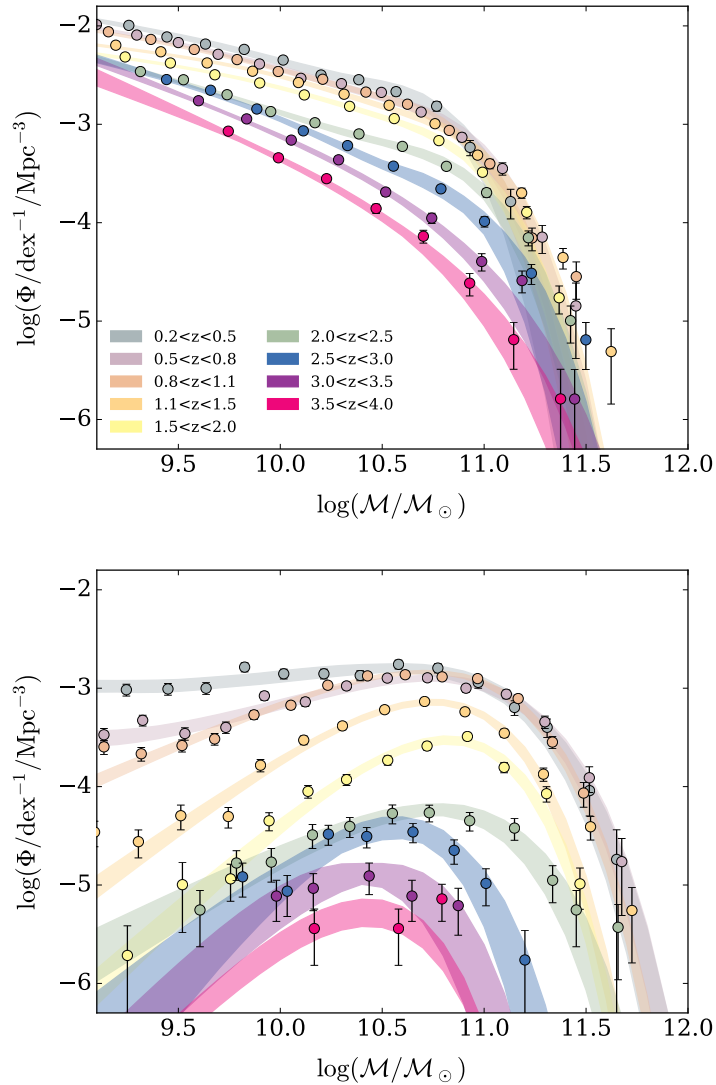 −2
−3
−4
−5
−6
log(Φ/dex⁻¹/Mpc⁻³)
0.2<z<0.5
0.5<z<0.8
0.8<z<1.1
1.1<z<1.5
1.5<z<2.0
2.0<z<2.5
2.5<z<3.0
3.0<z<3.5
3.5<z<4.0
9.5 10.0 10.5 11.0 11.5 12.0
log(ℳ/ℳ⊙)
−2
−3
−4
−5
−6
log(Φ/dex⁻¹/Mpc⁻³)
9.5 10.0 10.5 11.0 11.5 12.0
log(ℳ/ℳ⊙)